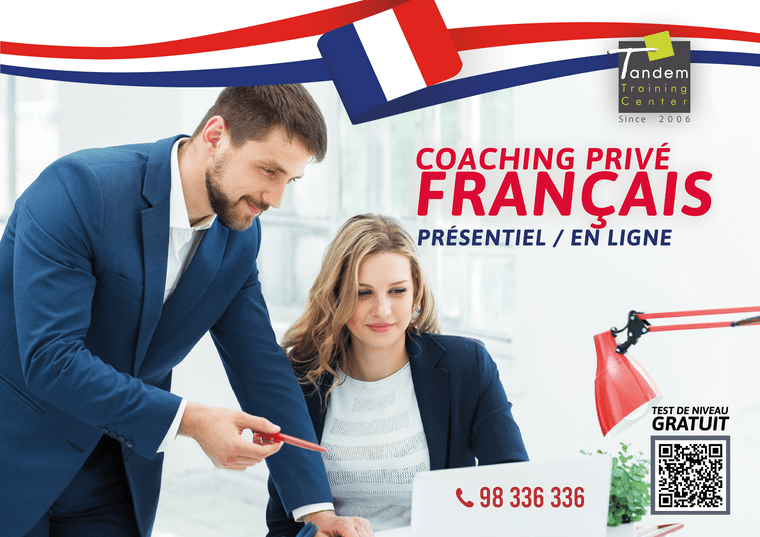 Tandem
Training
Center
Since 2006
COACHING PRIVÉ
FRANÇAIS
PRÉSENTIEL / EN LIGNE
TEST DE NIVEAU
GRATUIT
98 336 336